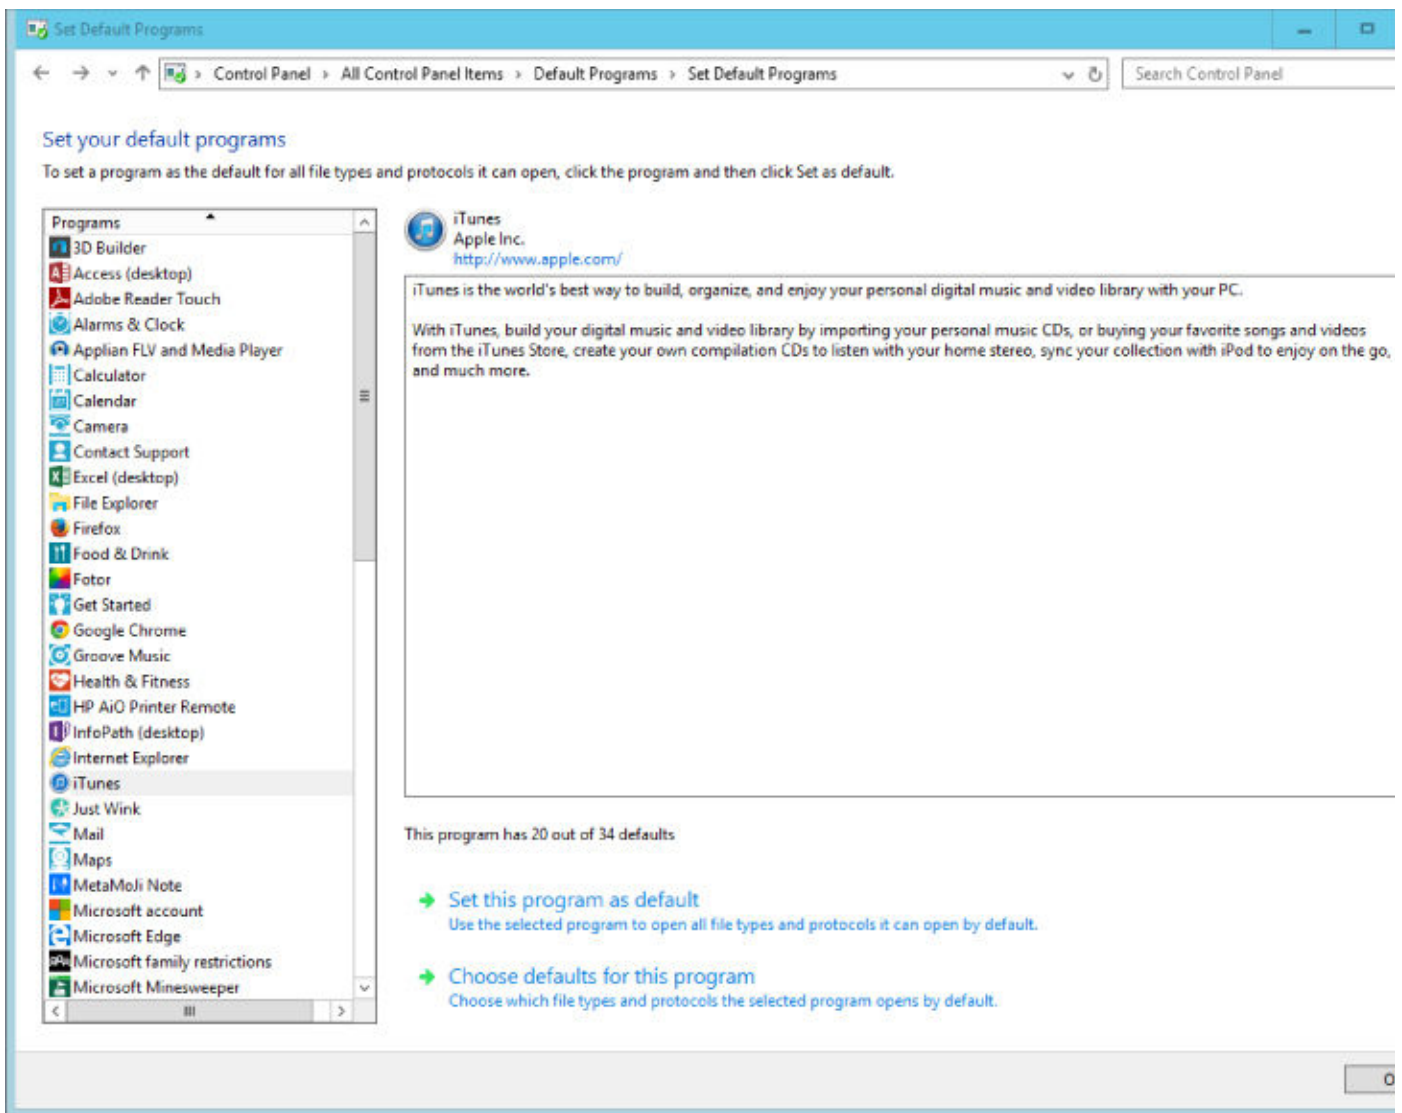 Set Default Programs
Control Panel › All Control Panel Items › Default Programs › Set Default Programs
Search Control Panel
Set your default programs
To set a program as the default for all file types and protocols it can open, click the program and then click Set as default.
Programs
3D Builder
Access (desktop)
Adobe Reader Touch
Alarms & Clock
Applian FLV and Media Player
Calculator
Calendar
Camera
Contact Support
Excel (desktop)
File Explorer
Firefox
Food & Drink
Fotor
Get Started
Google Chrome
Groove Music
Health & Fitness
HP AiO Printer Remote
InfoPath (desktop)
Internet Explorer
iTunes
Just Wink
Mail
Maps
MetaMoJi Note
Microsoft account
Microsoft Edge
Microsoft family restrictions
Microsoft Minesweeper
iTunes
Apple Inc.
http://www.apple.com/
iTunes is the world's best way to build, organize, and enjoy your personal digital music and video library with your PC.
With iTunes, build your digital music and video library by importing your personal music CDs, or buying your favorite songs and videos
from the iTunes Store, create your own compilation CDs to listen with your home stereo, sync your collection with iPod to enjoy on the go,
and much more.
This program has 20 out of 34 defaults
Set this program as default
Use the selected program to open all file types and protocols it can open by default.
Choose defaults for this program
Choose which file types and protocols the selected program opens by default.